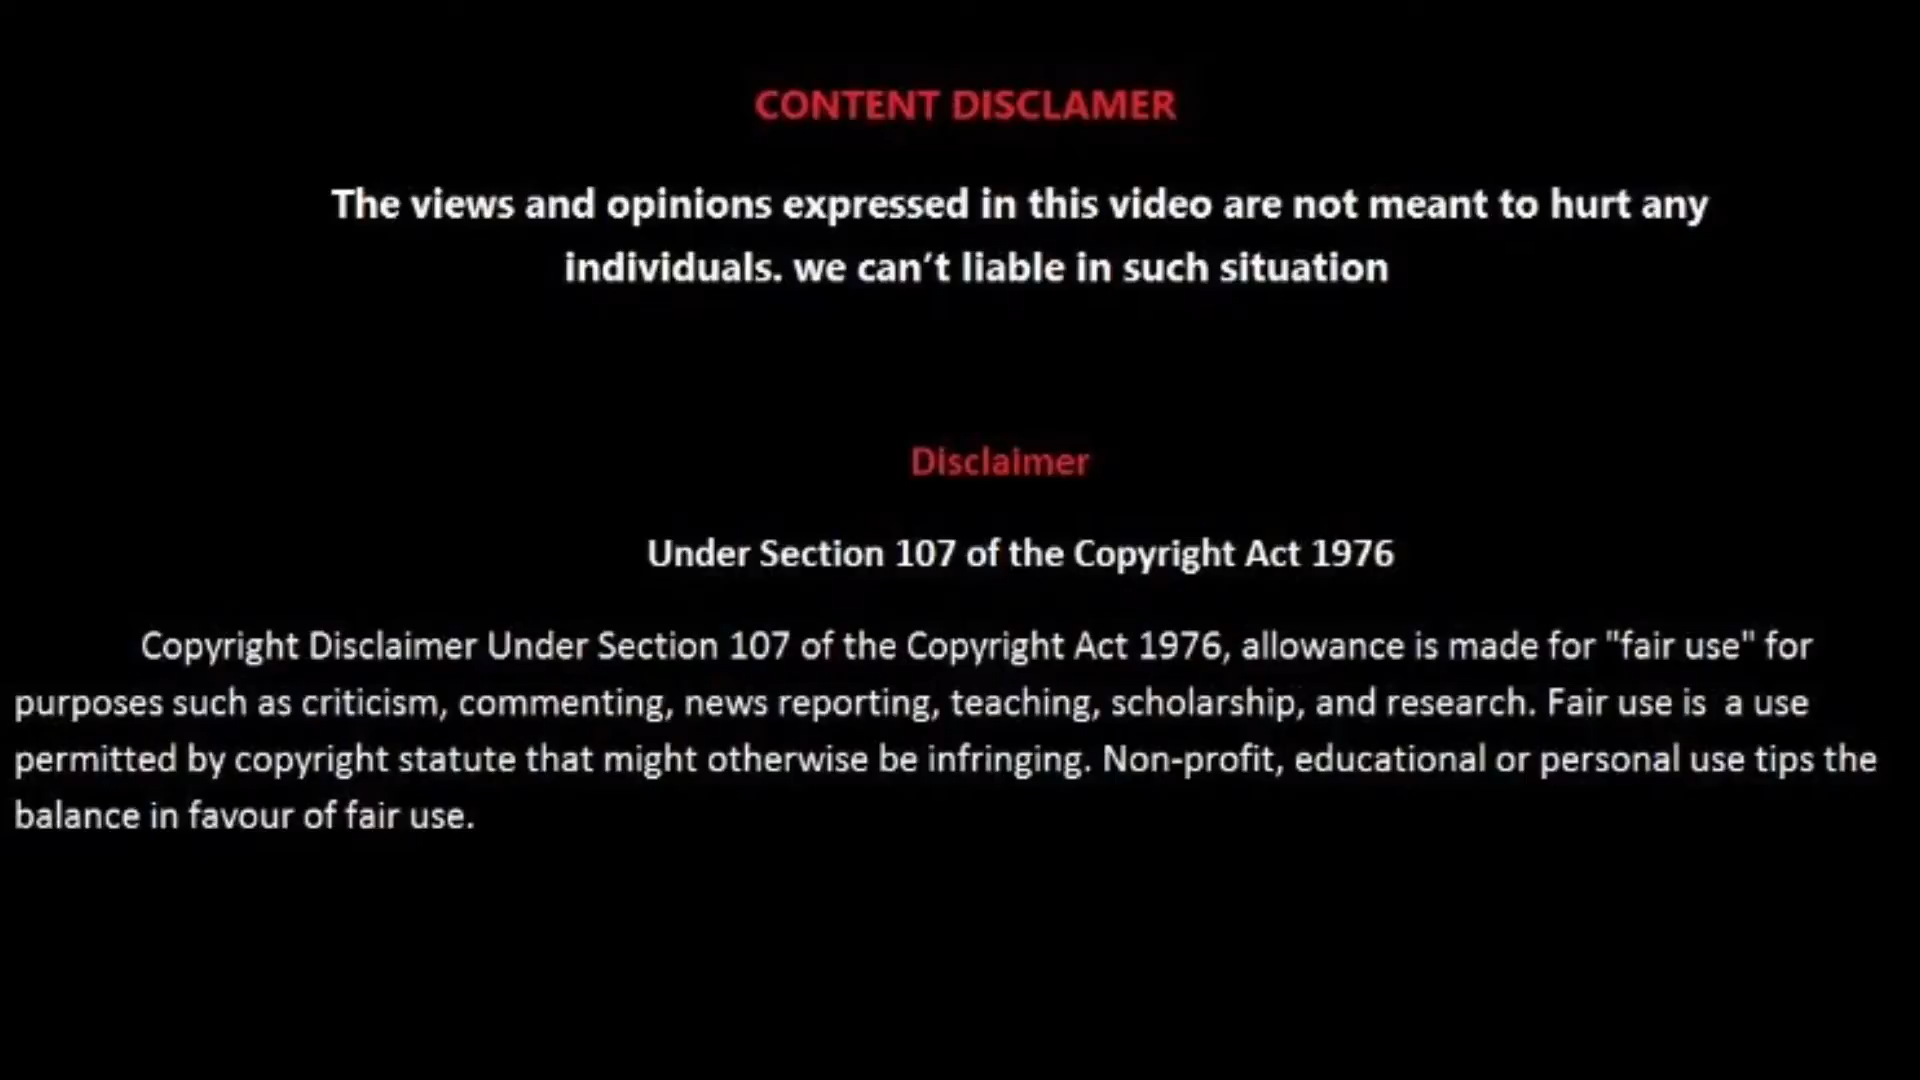 CONTENT DISCLAMER
The views and opinions expressed in this video are not meant to hurt any
individuals. we can’t liable in such situation
Disclaimer
Under Section 107 of the Copyright Act 1976
Copyright Disclaimer Under Section 107 of the Copyright Act 1976, allowance is made for "fair use" for
purposes such as criticism, commenting, news reporting, teaching, scholarship, and research. Fair use is a use
permitted by copyright statute that might otherwise be infringing. Non-profit, educational or personal use tips the
balance in favour of fair use.